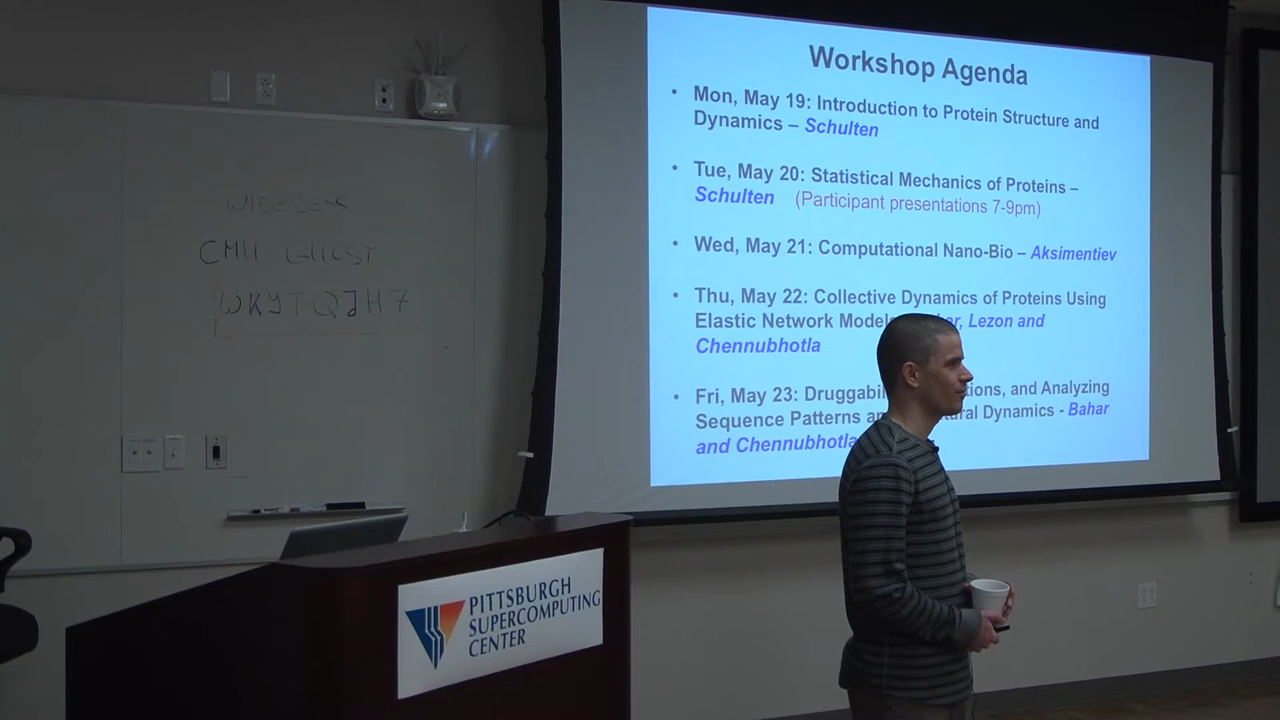 WIRELESS
CMU-GUEST
Workshop Agenda
• Mon, May 19: Introduction to Protein Structure and
Dynamics – Schulten
• Tue, May 20: Statistical Mechanics of Proteins –
Schulten (Participant presentations 7-9pm)
• Wed, May 21: Computational Nano-Bio – Aksimentiev
• Thu, May 22: Collective Dynamics of Proteins Using
Elastic Network Lezon and
Chennubhotla
• Fri, May 23: and Analyzing
Sequence Patterns Dynamics - Bahar
and Chennubhotla
PITTSBURGH
SUPERCOMPUTING
CENTER